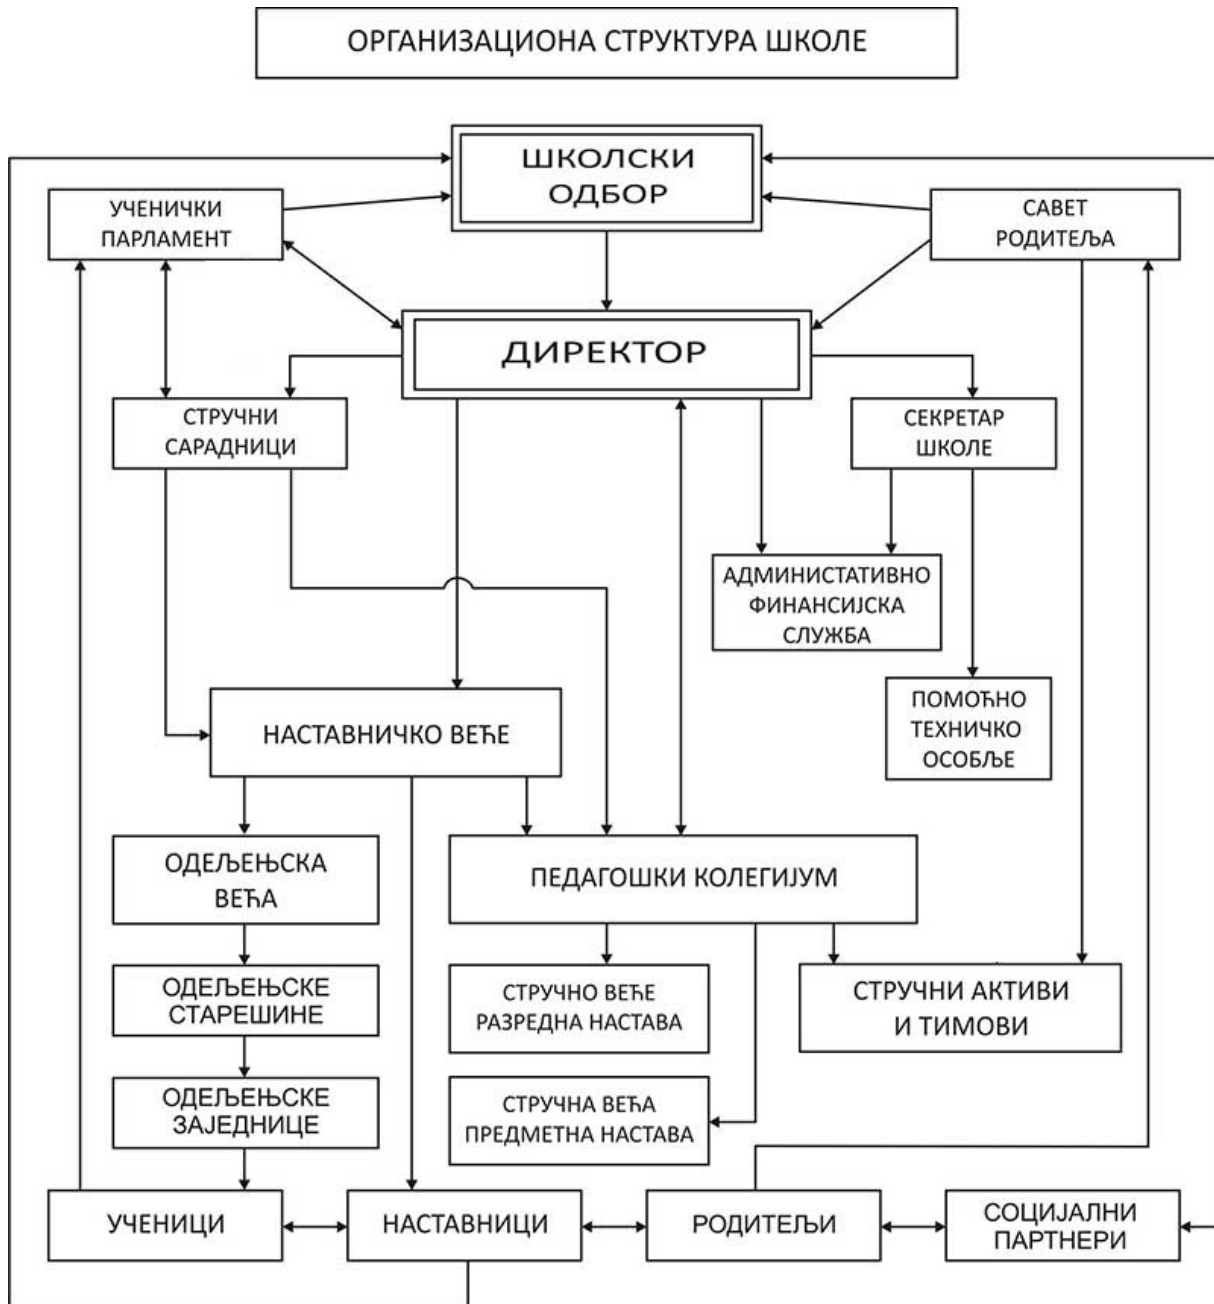 ОРГАНИЗАЦИОНА СТРУКТУРА ШКОЛЕ
ШКОЛСКИ
ОДБОР
УЧЕНИЧКИ
ПАРЛАМЕНТ
САВЕТ
РОДИТЕЉА
ДИРЕКТОР
СТРУЧНИ
САРАДНИЦИ
СЕКРЕТАР
ШКОЛЕ
АДМИНИСТАТИВНО
ФИНАНСИЈСКА
СЛУЖБА
ПОМОЋНО
ТЕХНИЧКО
ОСОБЉЕ
НАСТАВНИЧКО ВЕЋЕ
ОДЕЉЕЊСКА
ВЕЋА
ПЕДАГОШКИ КОЛЕГИЈУМ
ОДЕЉЕЊСКЕ
СТАРЕШИНЕ
СТРУЧНО ВЕЋЕ
РАЗРЕДНА НАСТАВА
СТРУЧНИ АКТИВИ
И ТИМОВИ
ОДЕЉЕЊСКЕ
ЗАЈЕДНИЦЕ
СТРУЧНА ВЕЋА
ПРЕДМЕТНА НАСТАВА
УЧЕНИЦИ
НАСТАВНИЦИ
РОДИТЕЉИ
СОЦИЈАЛНИ
ПАРТНЕРИ